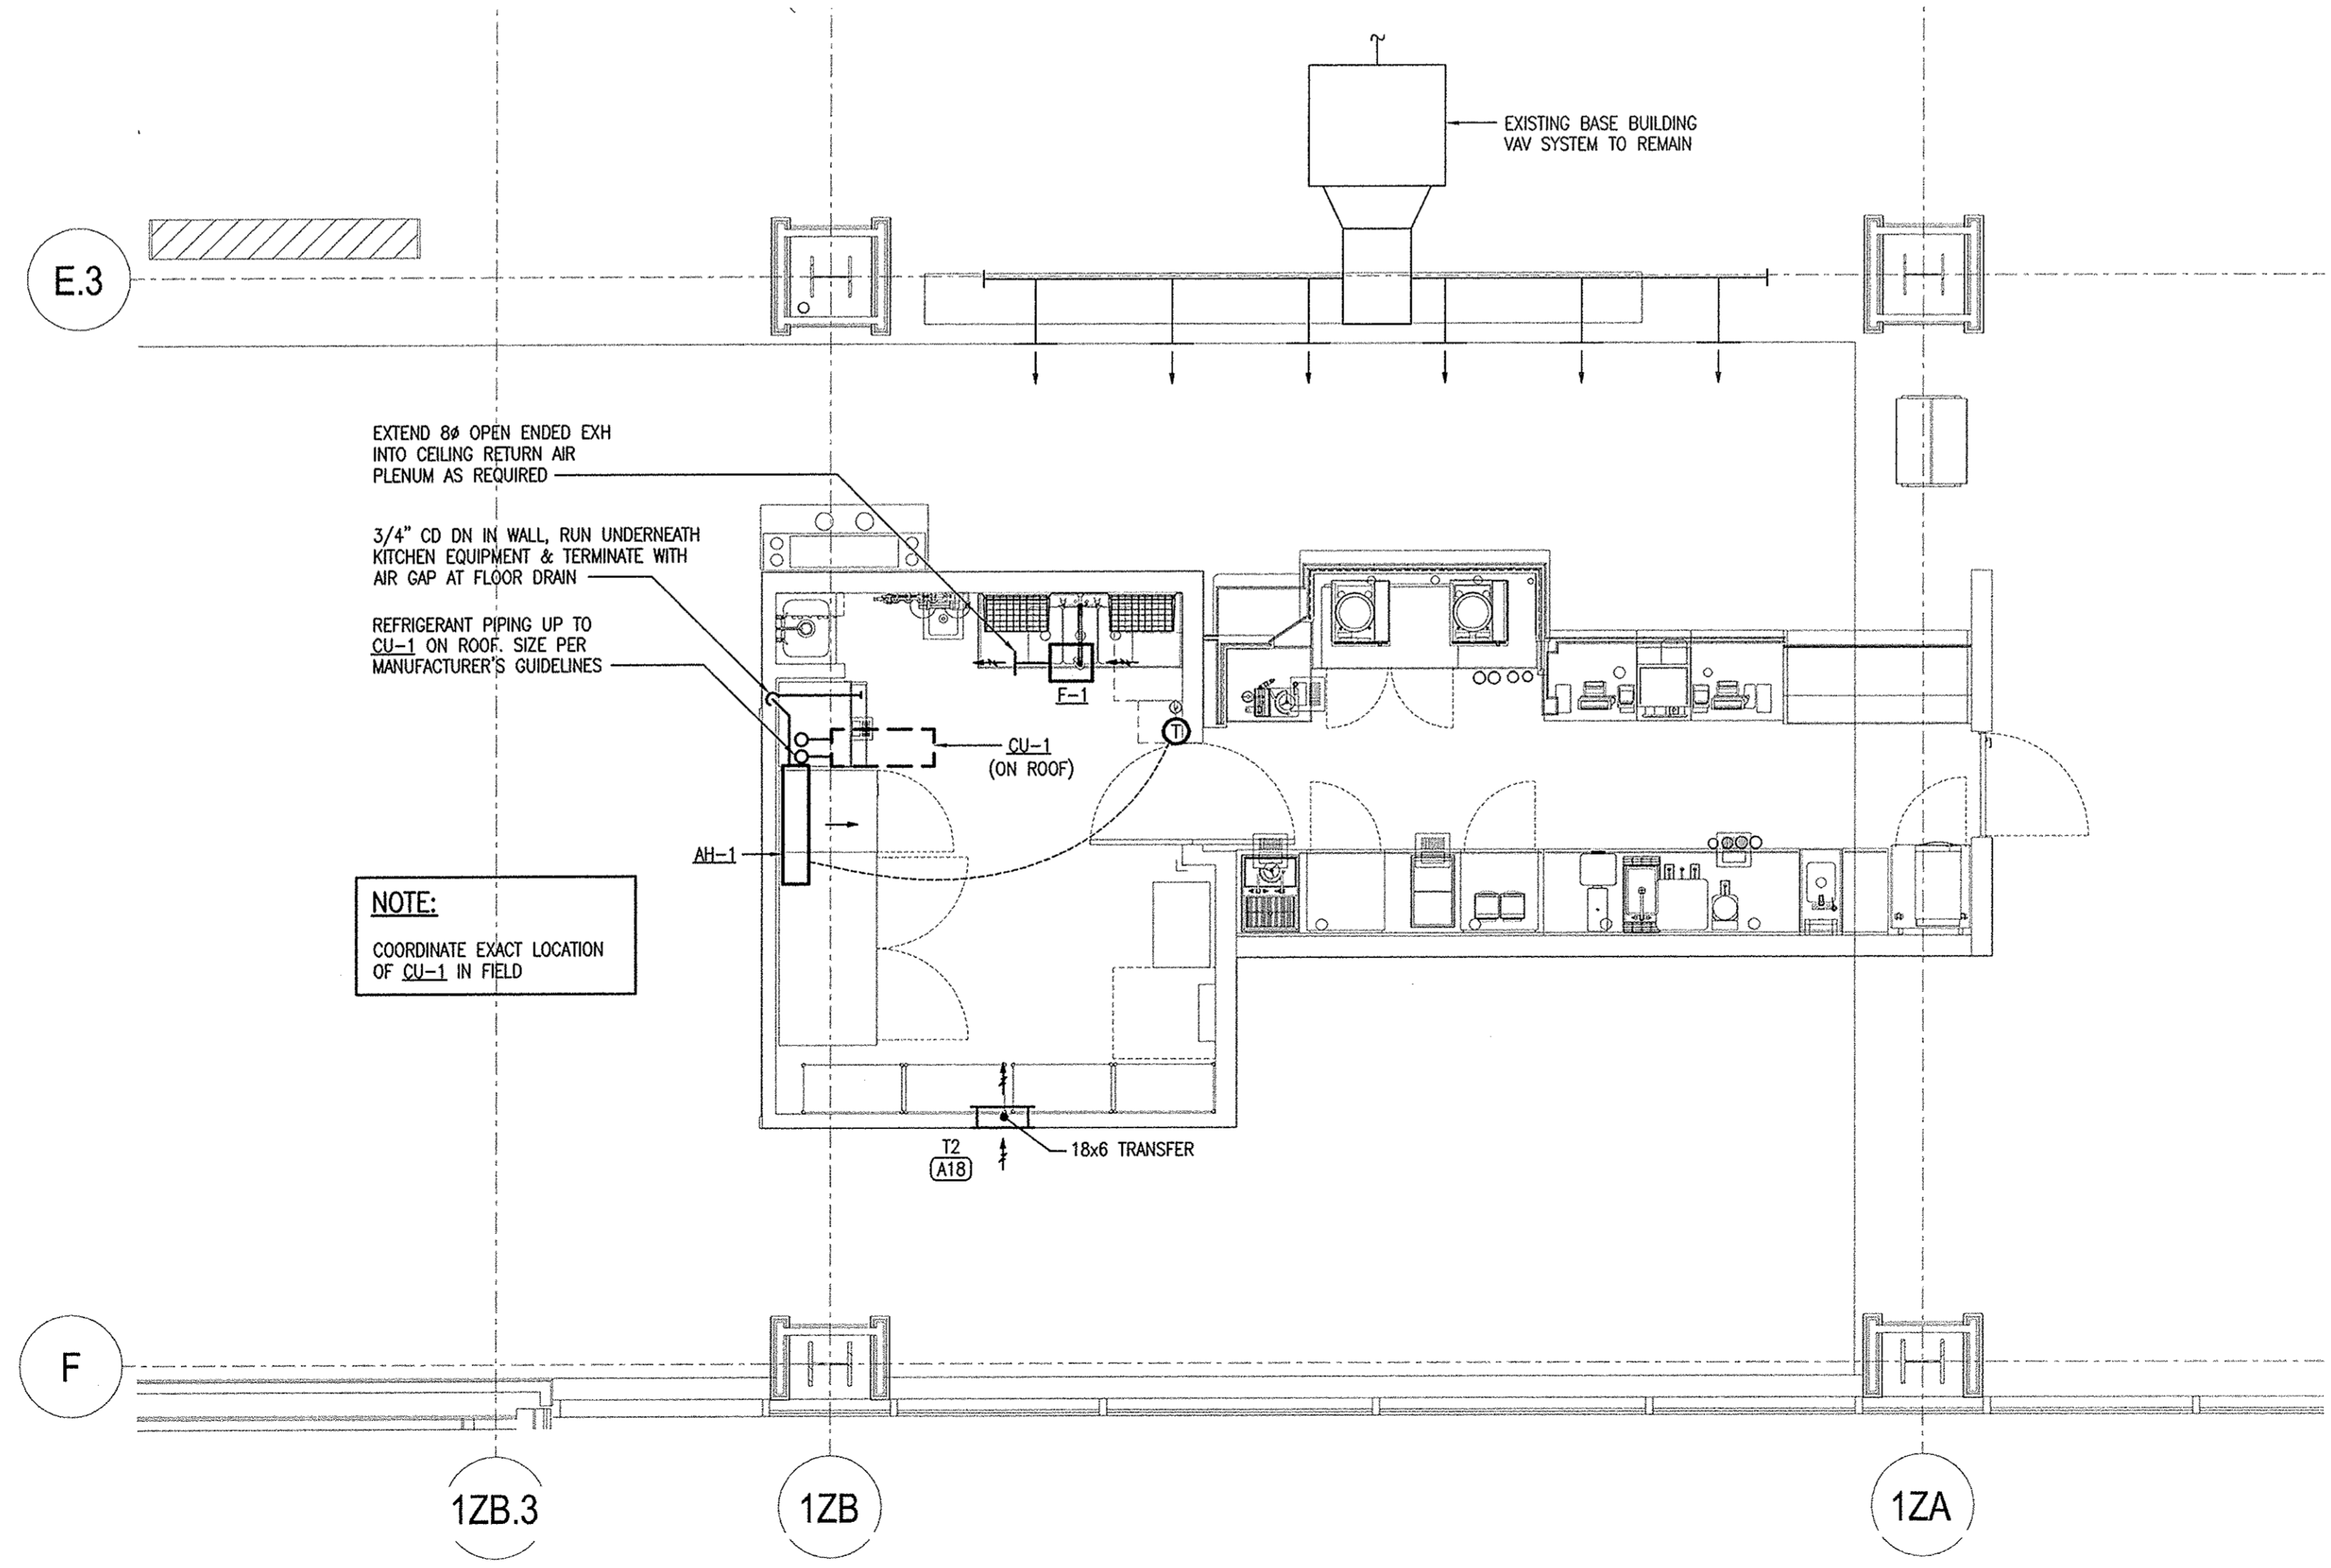 EXISTING BASE BUILDING
VAV SYSTEM TO REMAIN
E.3
EXTEND 8ø OPEN ENDED EXH
INTO CEILING RETURN AIR
PLENUM AS REQUIRED
3/4" CD DN IN WALL, RUN UNDERNEATH
KITCHEN EQUIPMENT & TERMINATE WITH
AIR GAP AT FLOOR DRAIN
REFRIGERANT PIPING UP TO
CU-1 ON ROOF. SIZE PER
MANUFACTURER'S GUIDELINES
F-1
T
CU-1
(ON ROOF)
AH-1
NOTE:
COORDINATE EXACT LOCATION
OF CU-1 IN FIELD
T2
A18
18x6 TRANSFER
F
1ZB.3
1ZB
1ZA